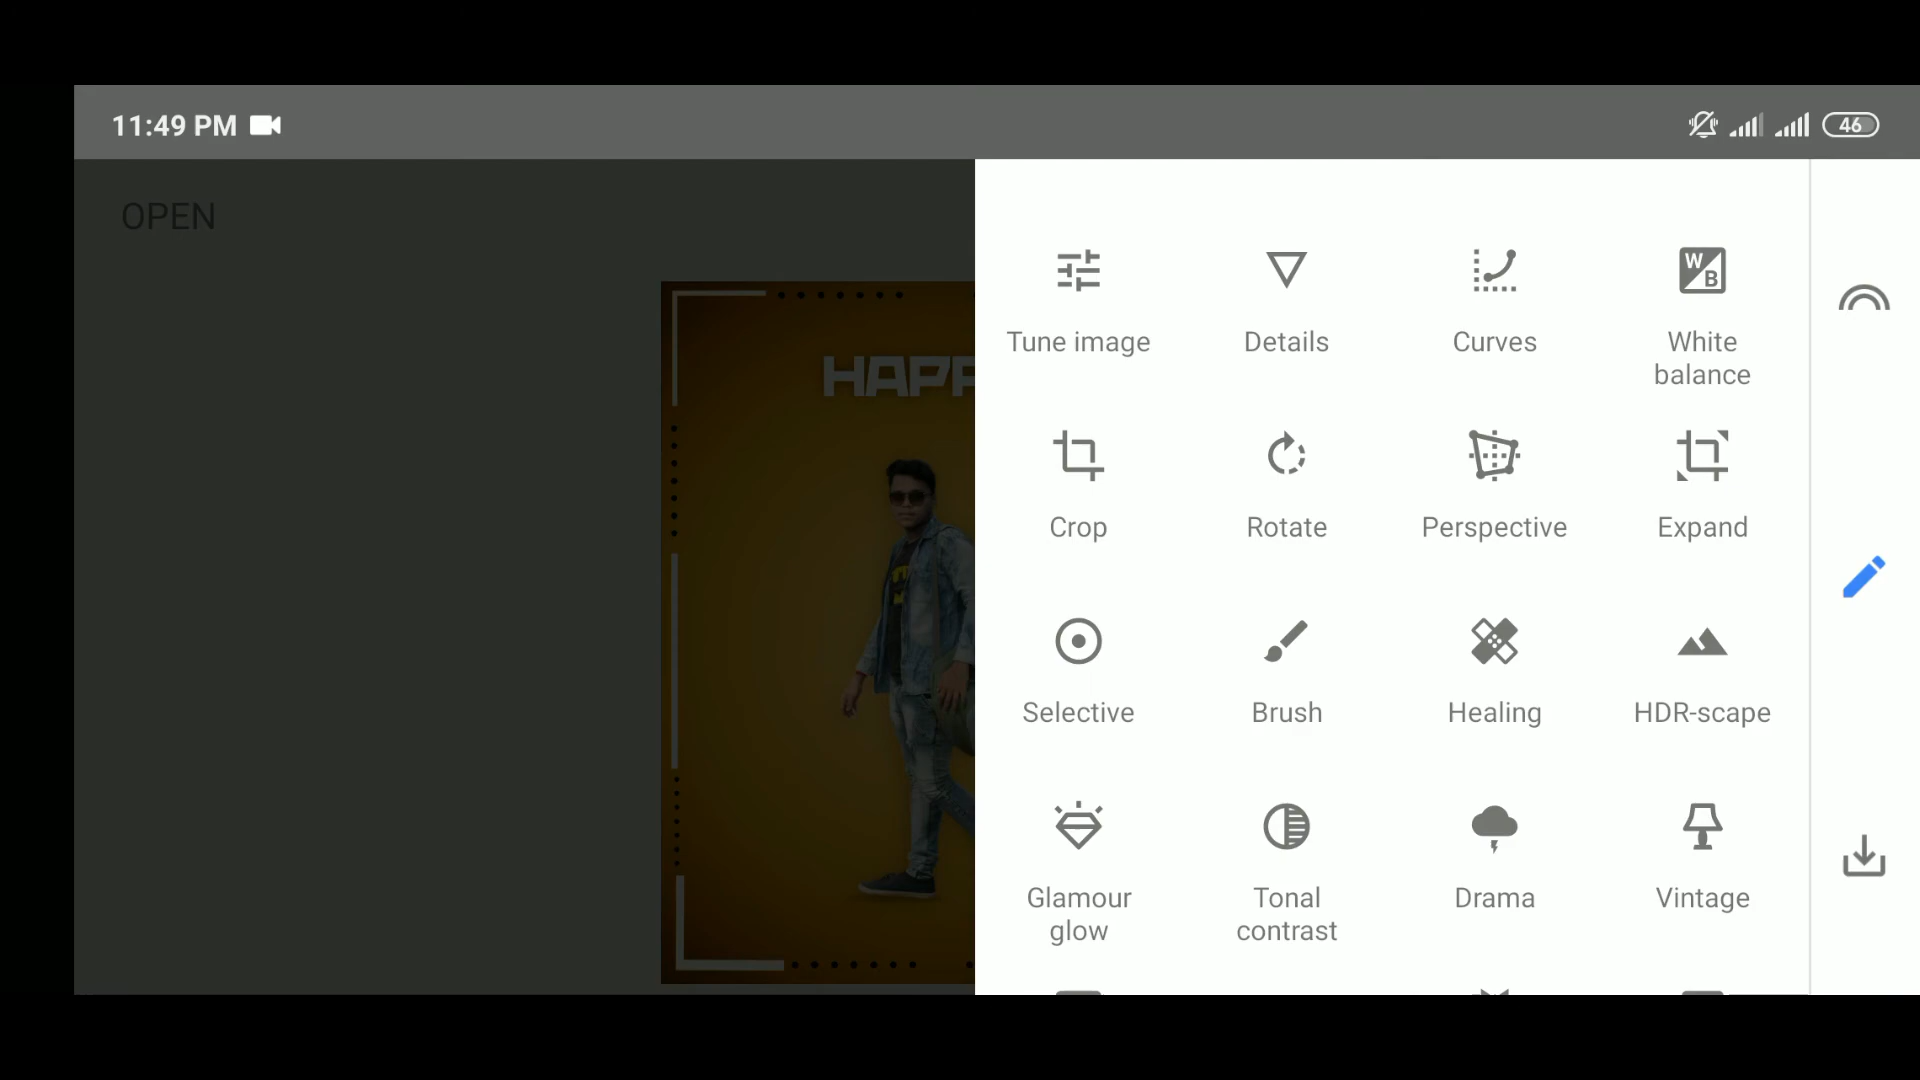 11:49 PM
46
OPEN
HAPP
Tune image
Details
Curves
White
balance
Crop
Rotate
Perspective
Expand
Selective
Brush
Healing
HDR-scape
Glamour
glow
Tonal
contrast
Drama
Vintage